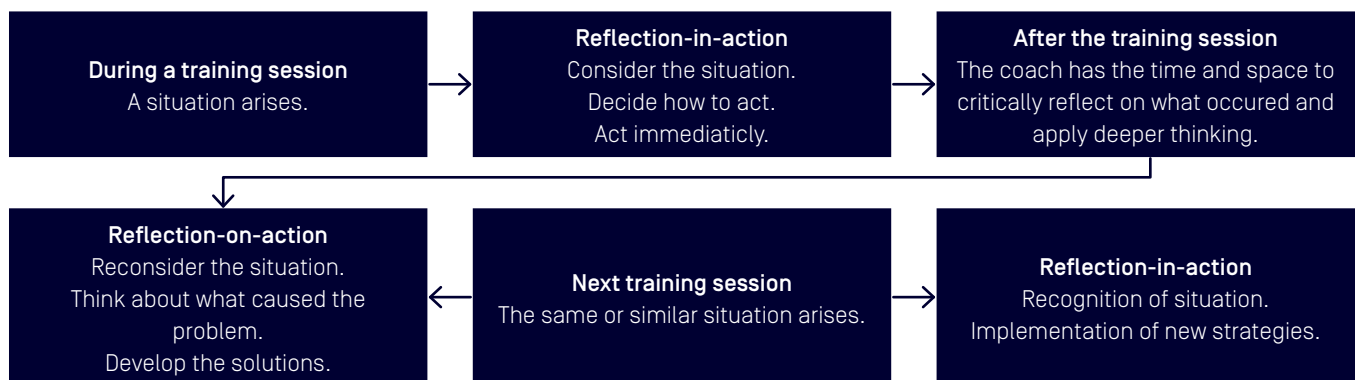 During a training session
A situation arises.
Reflection-in-action
Consider the situation.
Decide how to act.
Act immediaticly.
After the training session
The coach has the time and space to
critically reflect on what occured and
apply deeper thinking.
Reflection-on-action
Reconsider the situation.
Think about what caused the
problem.
Develop the solutions.
Next training session
The same or similar situation arises.
Reflection-in-action
Recognition of situation.
Implementation of new strategies.